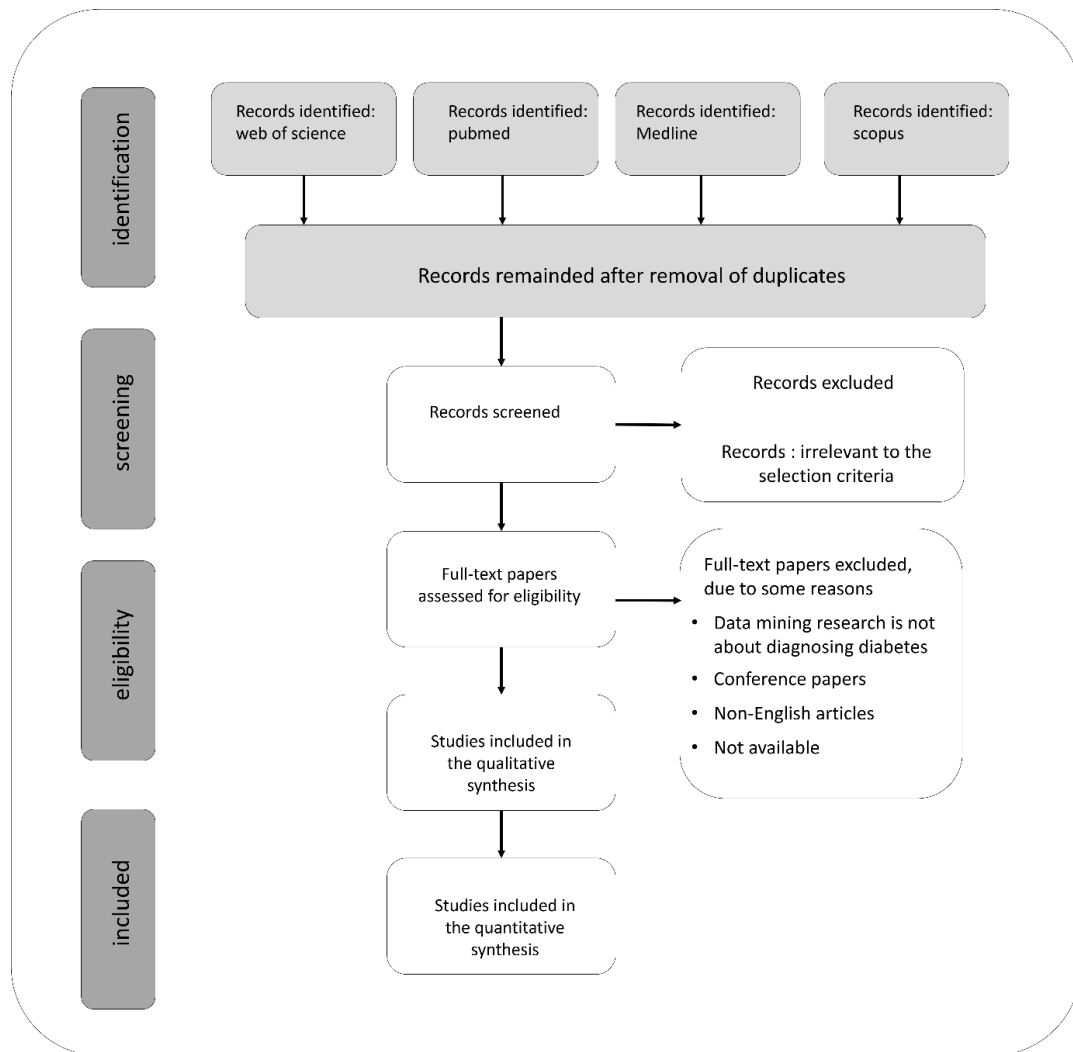 identification
Records identified:
web of science
Records identified:
pubmed
Records identified:
Medline
Records identified:
scopus
Records remainded after removal of duplicates
screening
Records screened
Records excluded
Records : irrelevant to the
selection criteria
eligibility
Full-text papers
assessed for eligibility
Full-text papers excluded,
due to some reasons
• Data mining research is not
about diagnosing diabetes
• Conference papers
• Non-English articles
• Not available
Studies included in
the qualitative
synthesis
included
Studies included in
the quantitative
synthesis